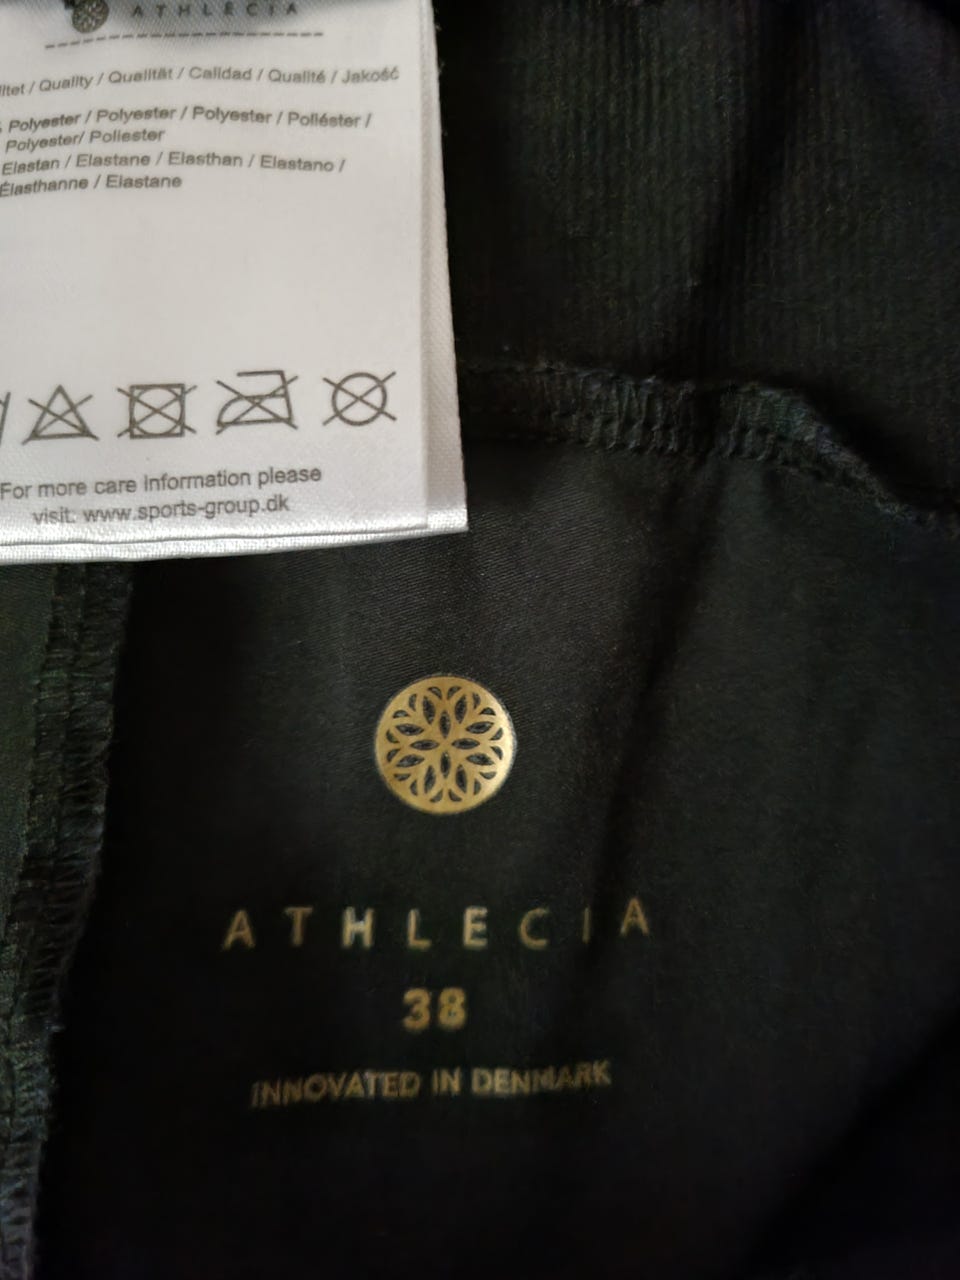 ATHLECIA
/ Quality / Qualität / Calidad / Qualité / Jakość
Polyester / Polyester / Polyester / Poliéster /
Polyester/ Poliester
Elastan / Elastane / Elasthan / Elastano /
Élasthanne / Elastane
For more care information please
visit: www.sports-group.dk
ATHLECIA
38
INNOVATED IN DENMARK